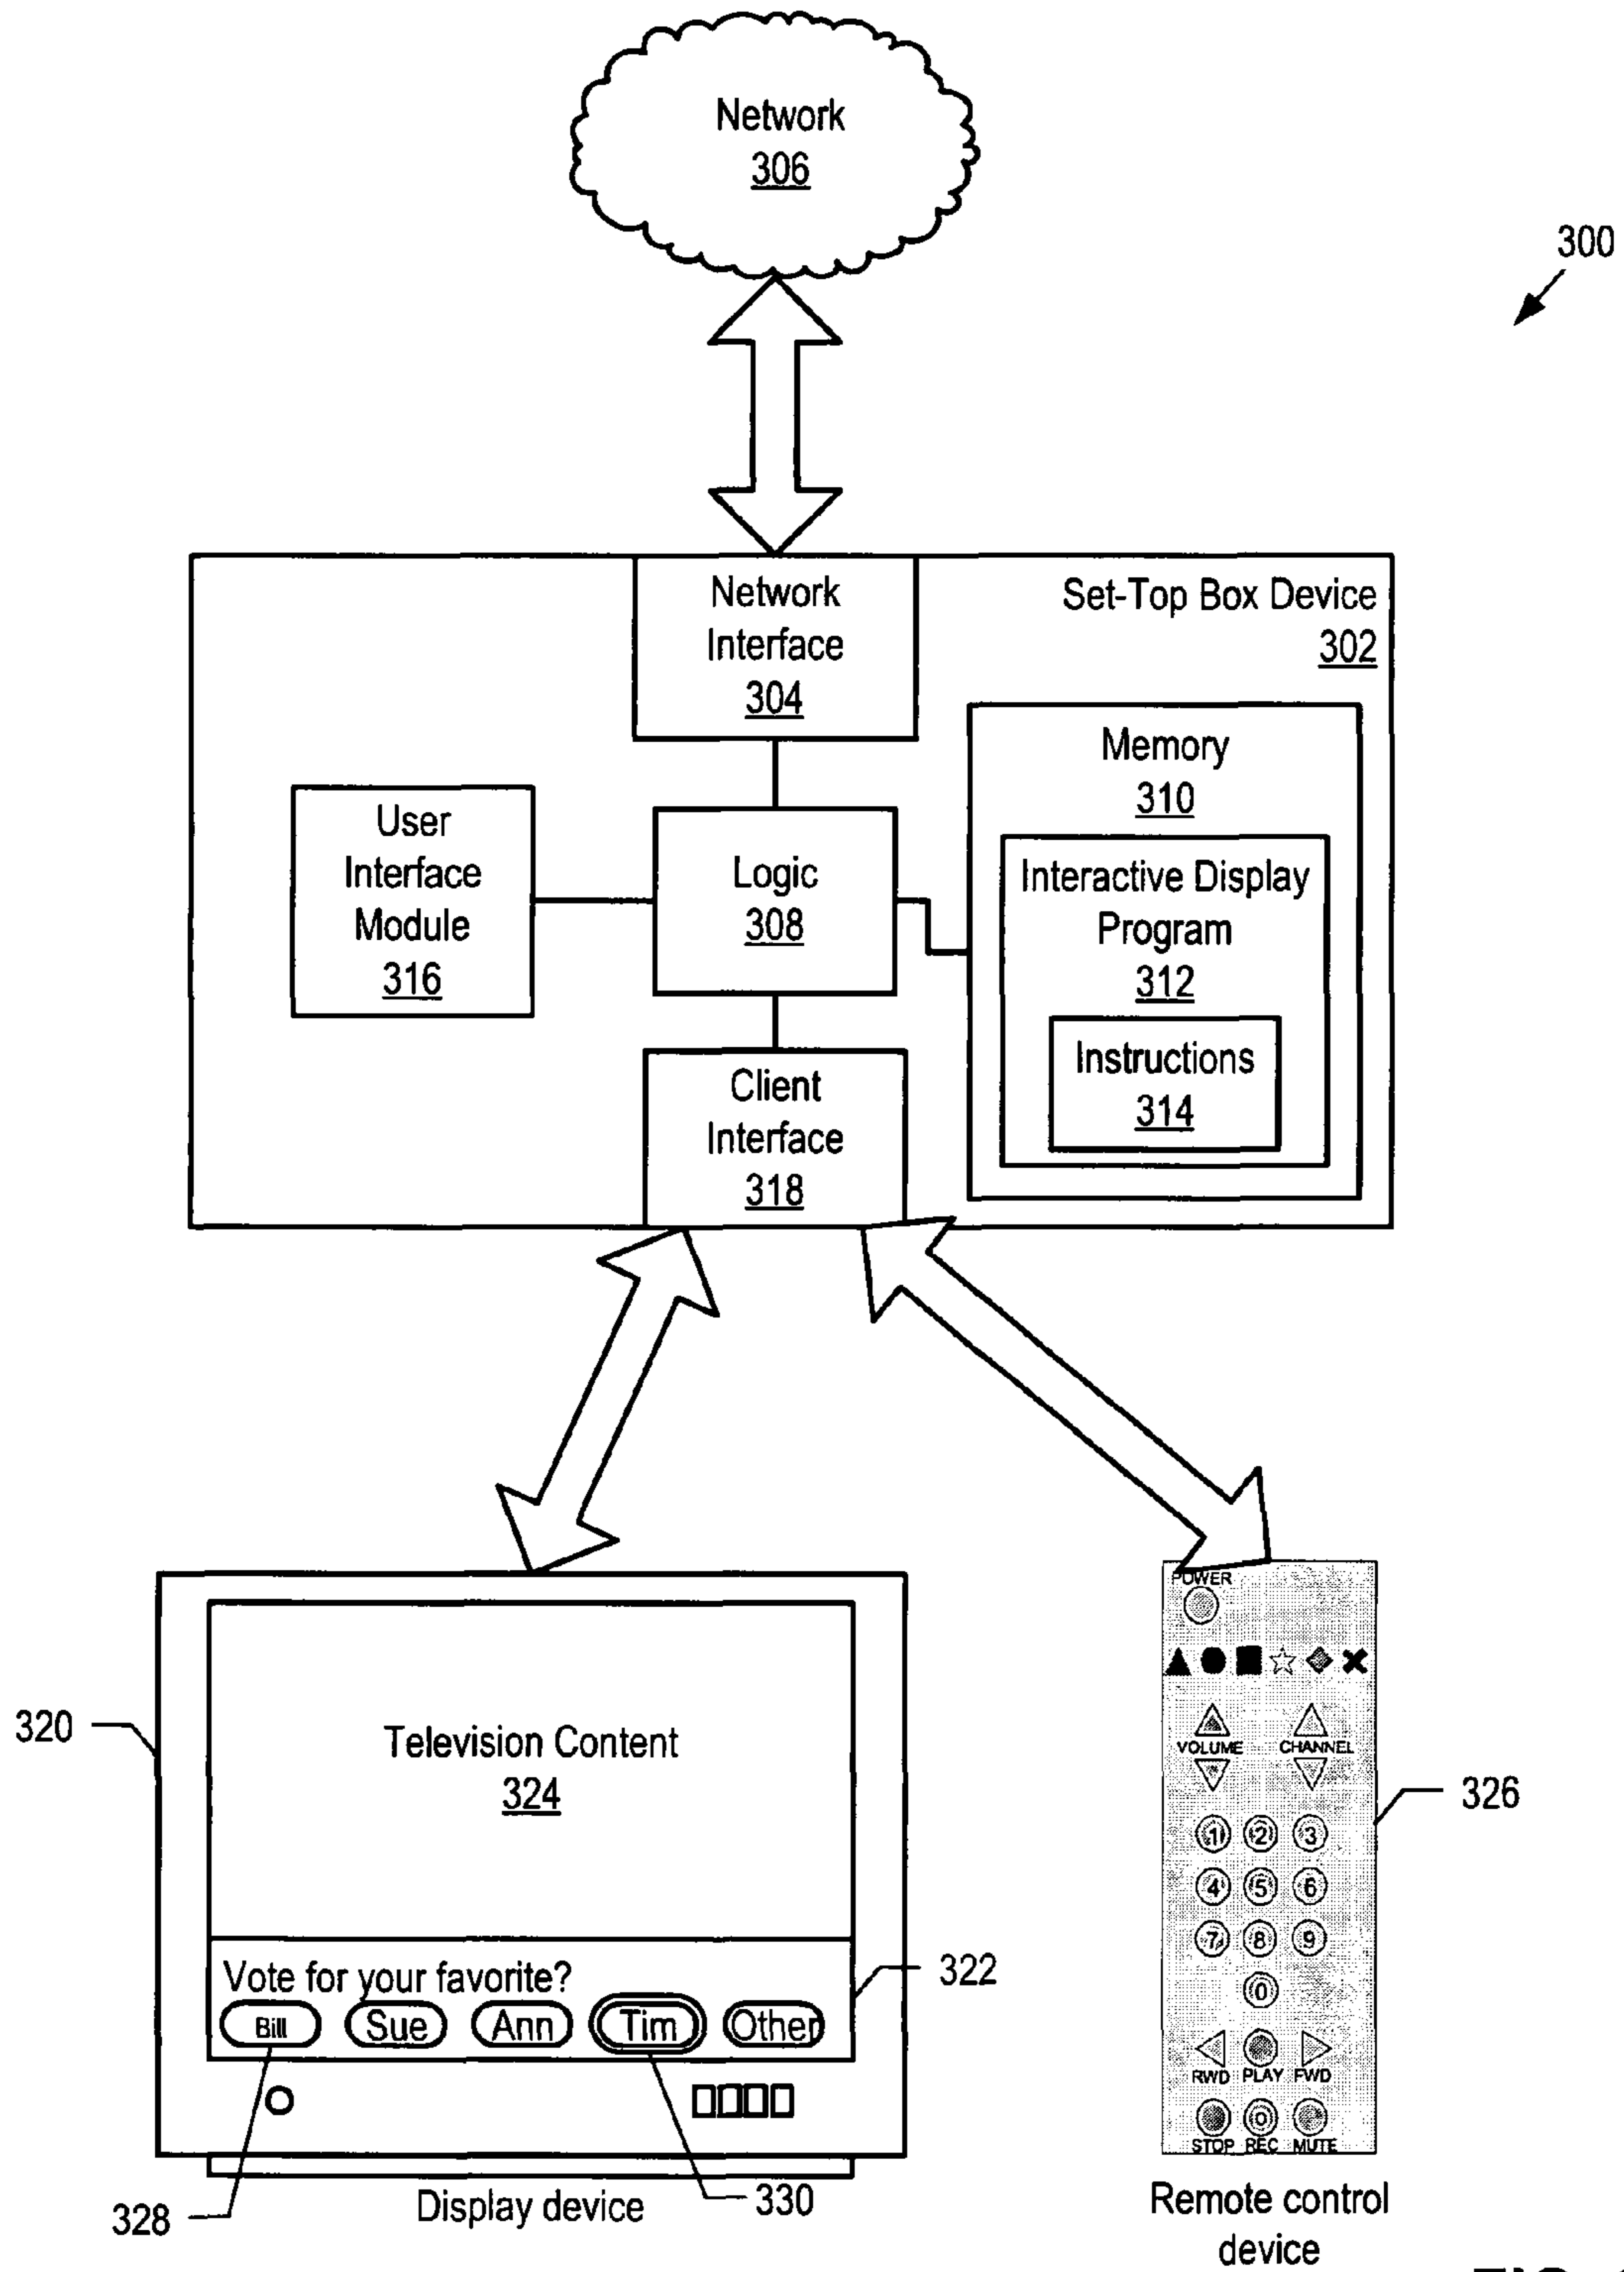 Network
306
300
Network
Interface
304
Set-Top Box Device
302
Memory
310
User
Interface
Module
316
Logic
308
Interactive Display
Program
312
Instructions
314
Client
Interface
318
320
Television Content
324
Vote for your favorite?
Bill Sue Ann Tim Other
322
328
Display device
330
POWER
VOLUME CHANNEL
1 2 3
4 5 6
7 8 9
0
RWD PLAY FWD
STOP REC MUTE
326
Remote control
device